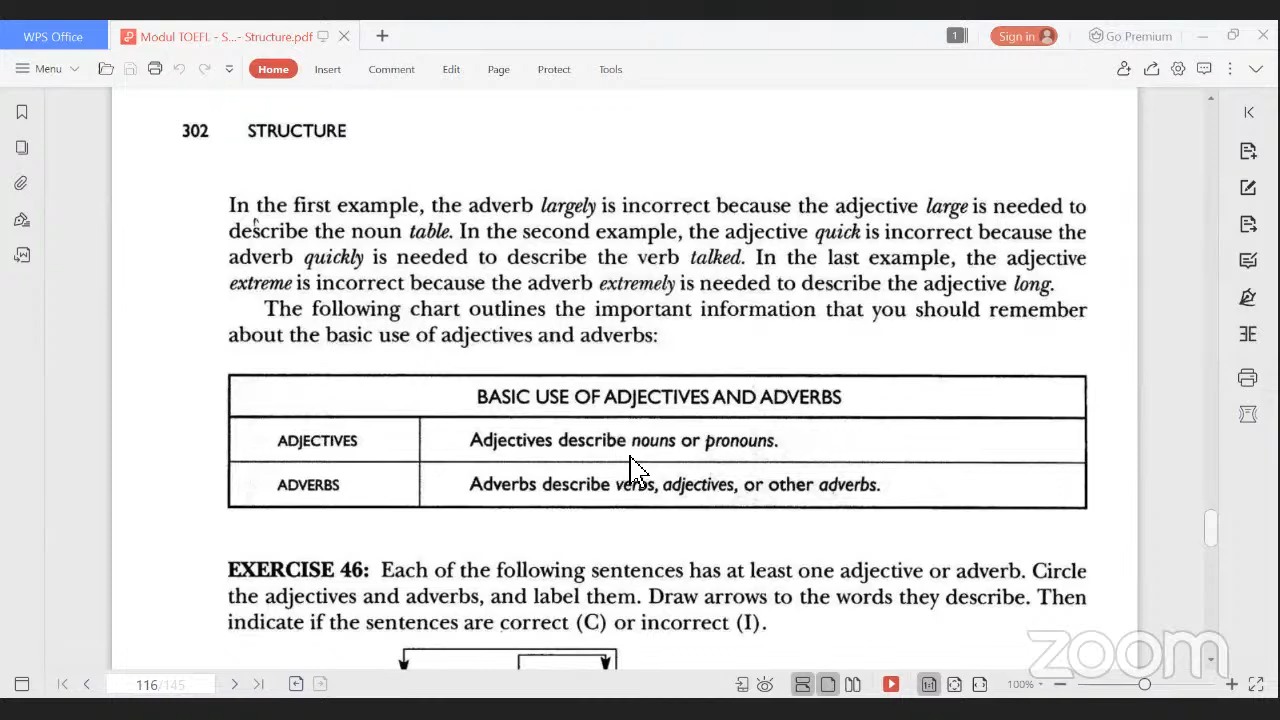 WPS Office
Modul TOEFL - S...- Structure.pdf
1
Sign in
Go Premium
Menu
Home
Insert
Comment
Edit
Page
Protect
Tools
302 STRUCTURE
In the first example, the adverb largely is incorrect because the adjective large is needed to
describe the noun table. In the second example, the adjective quick is incorrect because the
adverb quickly is needed to describe the verb talked. In the last example, the adjective
extreme is incorrect because the adverb extremely is needed to describe the adjective long.
The following chart outlines the important information that you should remember
about the basic use of adjectives and adverbs:
BASIC USE OF ADJECTIVES AND ADVERBS
ADJECTIVES Adjectives describe nouns or pronouns.
ADVERBS Adverbs describe verbs, adjectives, or other adverbs.
EXERCISE 46: Each of the following sentences has at least one adjective or adverb. Circle
the adjectives and adverbs, and label them. Draw arrows to the words they describe. Then
indicate if the sentences are correct (C) or incorrect (I).
zoom
116/145
100%